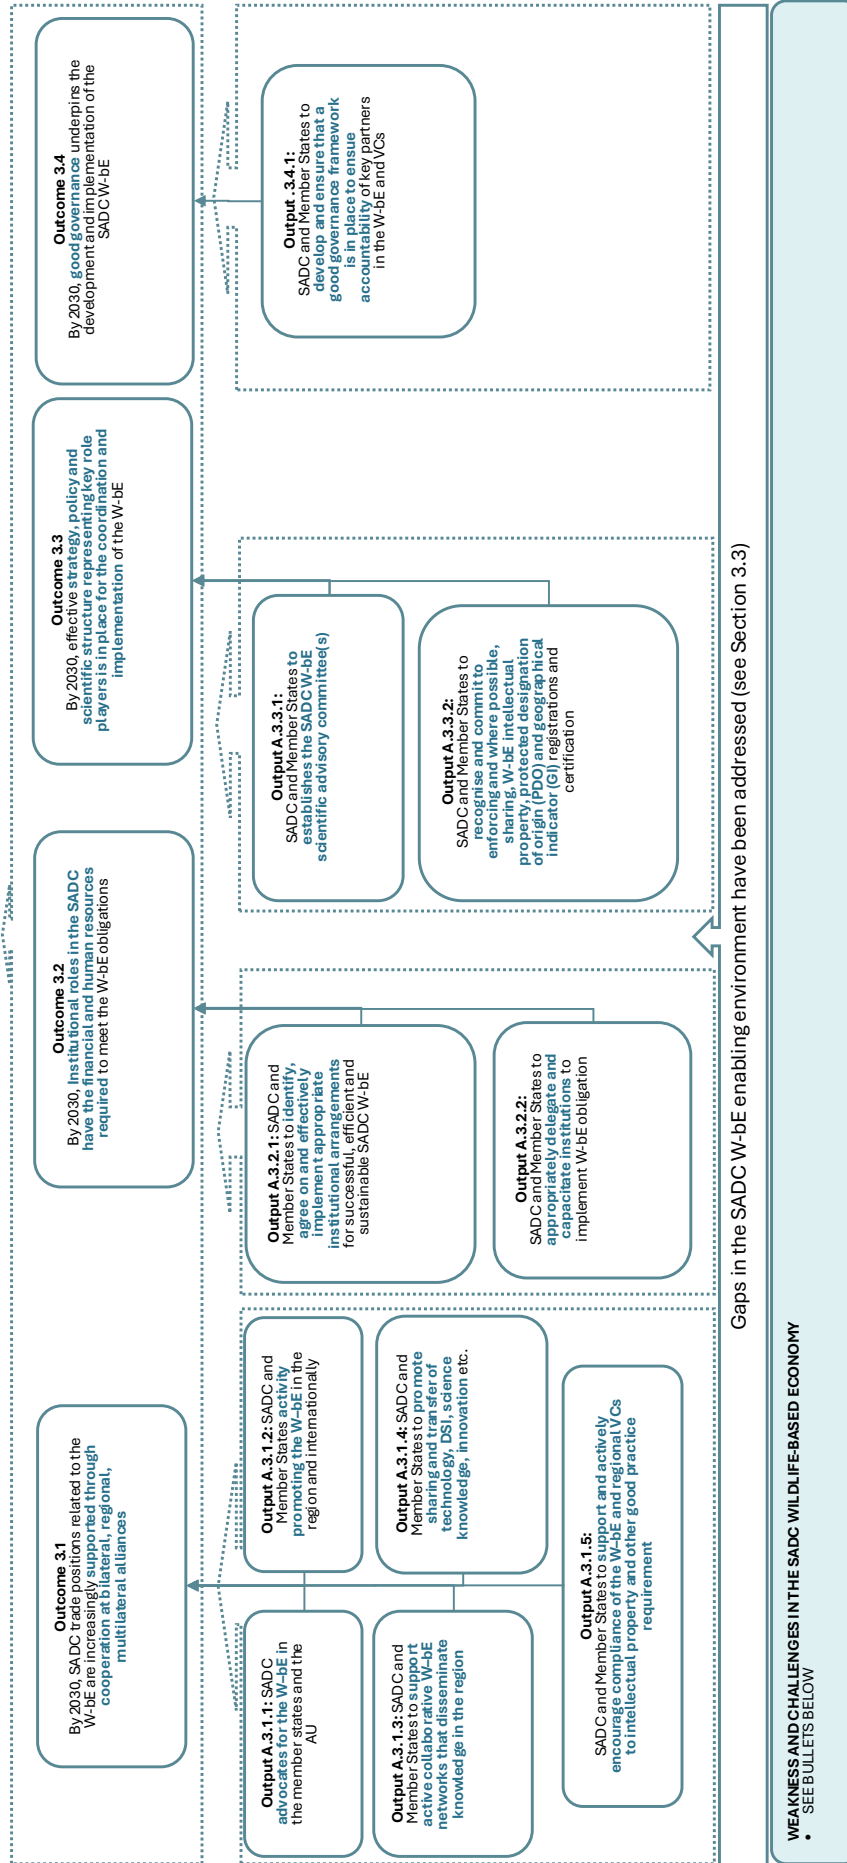 Outcome 3.1
By 2030, SADC trade positions related to the
W-bE are increasingly supported through
cooperation at bilateral, regional,
multilateral alliances
Outcome 3.2
By 2030, Institutional roles in the SADC
have the financial and human resources
required to meet the W-bE obligations
Outcome 3.3
By 2030, effective strategy, policy and
scientific structure representing key role
players is in place for the coordination and
implementation of the W-bE
Outcome 3.4
By 2030, good governance underpins the
development and implementation of the
SADC W-bE
Output A.3.1.1: SADC
advocates for the W–bE in
the member states and the
AU
Output A.3.1.2: SADC and
Member States activity
promoting the W–bE in the
region and internationally
Output A.3.1.3: SADC and
Member States to support
active collaborative W–bE
networks that disseminate
knowledge in the region
Output A.3.1.4: SADC and
Member States to promote
sharing and transfer of
technology, DSI, science
knowledge, innovation etc.
Output A.3.1.5:
SADC and Member States to support and actively
encourage compliance of the W–bE and regional VCs
to intellectual property and other good practice
requirement
Output A.3.2.1: SADC and
Member States to identify,
agree on and effectively
implement appropriate
institutional arrangements
for successful, efficient and
sustainable SADC W-bE
Output A.3.2.2:
SADC and Member States to
appropriately delegate and
capacitate institutions to
implement W-bE obligation
Output A.3.3.1:
SADC and Member States to
establishes the SADC W-bE
scientific advisory committee(s)
Output A.3.3.2:
SADC and Member States to
recognise and commit to
enforcing and where possible,
sharing, W-bE intellectual
property, protected designation
of origin (PDO) and geographical
indicator (GI) registrations and
certification
Output .3.4.1:
SADC and Member States to
develop and ensure that a
good governance framework
is in place to ensue
accountability of key partners
in the W-bE and VCs
Gaps in the SADC W-bE enabling environment have been addressed (see Section 3.3)
WEAKNESS AND CHALLENGES IN THE SADC WILDLIFE-BASED ECONOMY
• SEE BULLETS BELOW